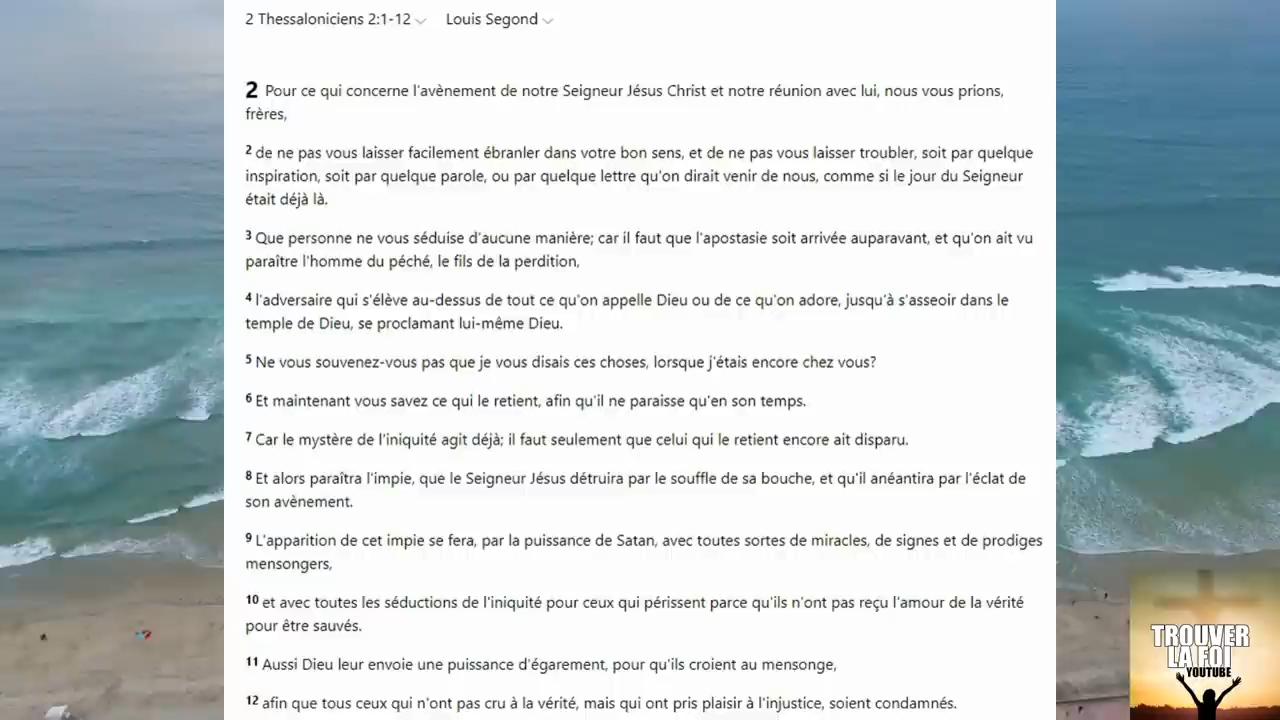 2 Thessaloniciens 2:1-12 Louis Segond
2 Pour ce qui concerne l'avènement de notre Seigneur Jésus Christ et notre réunion avec lui, nous vous prions,
frères,
2 de ne pas vous laisser facilement ébranler dans votre bon sens, et de ne pas vous laisser troubler, soit par quelque
inspiration, soit par quelque parole, ou par quelque lettre qu'on dirait venir de nous, comme si le jour du Seigneur
était déjà là.
3 Que personne ne vous séduise d'aucune manière; car il faut que l'apostasie soit arrivée auparavant, et qu'on ait vu
paraître l'homme du péché, le fils de la perdition,
4 l'adversaire qui s'élève au-dessus de tout ce qu'on appelle Dieu ou de ce qu'on adore, jusqu'à s'asseoir dans le
temple de Dieu, se proclamant lui-même Dieu.
5 Ne vous souvenez-vous pas que je vous disais ces choses, lorsque j'étais encore chez vous?
6 Et maintenant vous savez ce qui le retient, afin qu'il ne paraisse qu'en son temps.
7 Car le mystère de l'iniquité agit déjà; il faut seulement que celui qui le retient encore ait disparu.
8 Et alors paraîtra l'impie, que le Seigneur Jésus détruira par le souffle de sa bouche, et qu'il anéantira par l'éclat de
son avènement.
9 L'apparition de cet impie se fera, par la puissance de Satan, avec toutes sortes de miracles, de signes et de prodiges
mensongers,
10 et avec toutes les séductions de l'iniquité pour ceux qui périssent parce qu'ils n'ont pas reçu l'amour de la vérité
pour être sauvés.
11 Aussi Dieu leur envoie une puissance d'égarement, pour qu'ils croient au mensonge,
12 afin que tous ceux qui n'ont pas cru à la vérité, mais qui ont pris plaisir à l'injustice, soient condamnés.
TROUVER
LA FOI
YOUTUBE